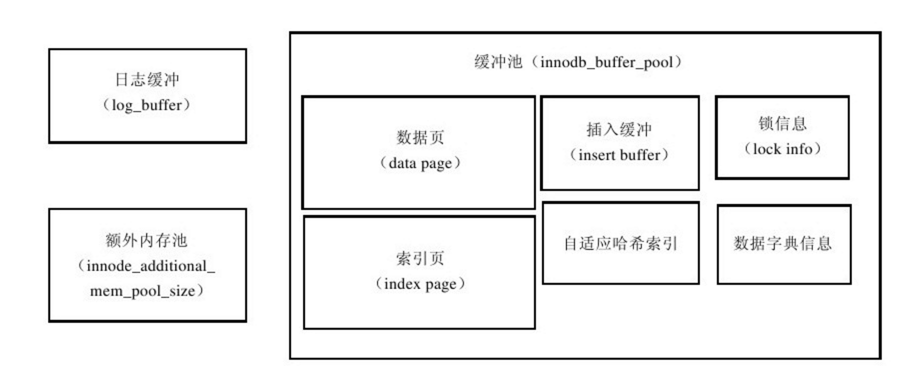 日志缓冲
（log_buffer）
额外内存池
（innode_additional_
mem_pool_size）
缓冲池（innodb_buffer_pool）
数据页
（data page）
插入缓冲
（insert buffer）
锁信息
（lock info）
索引页
（index page）
自适应哈希索引
数据字典信息